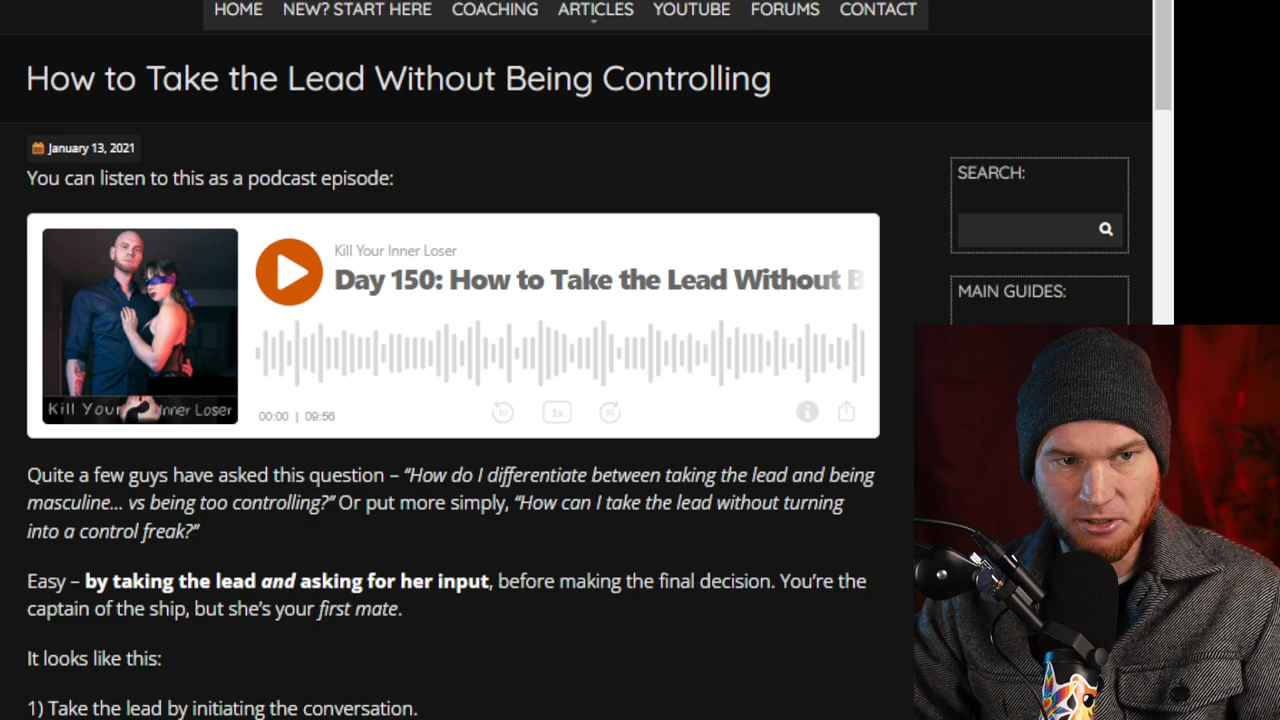 HOME NEW? START HERE COACHING ARTICLES YOUTUBE FORUMS CONTACT
How to Take the Lead Without Being Controlling
January 13, 2021
You can listen to this as a podcast episode:
SEARCH:
MAIN GUIDES:
Kill Your Inner Loser
Day 150: How to Take the Lead Without B
Kill Your Inner Loser
00:00 | 09:56
10
1x
30
Quite a few guys have asked this question – “How do I differentiate between taking the lead and being
masculine… vs being too controlling?” Or put more simply, “How can I take the lead without turning
into a control freak?”
Easy – by taking the lead and asking for her input, before making the final decision. You’re the
captain of the ship, but she’s your first mate.
It looks like this:
1) Take the lead by initiating the conversation.